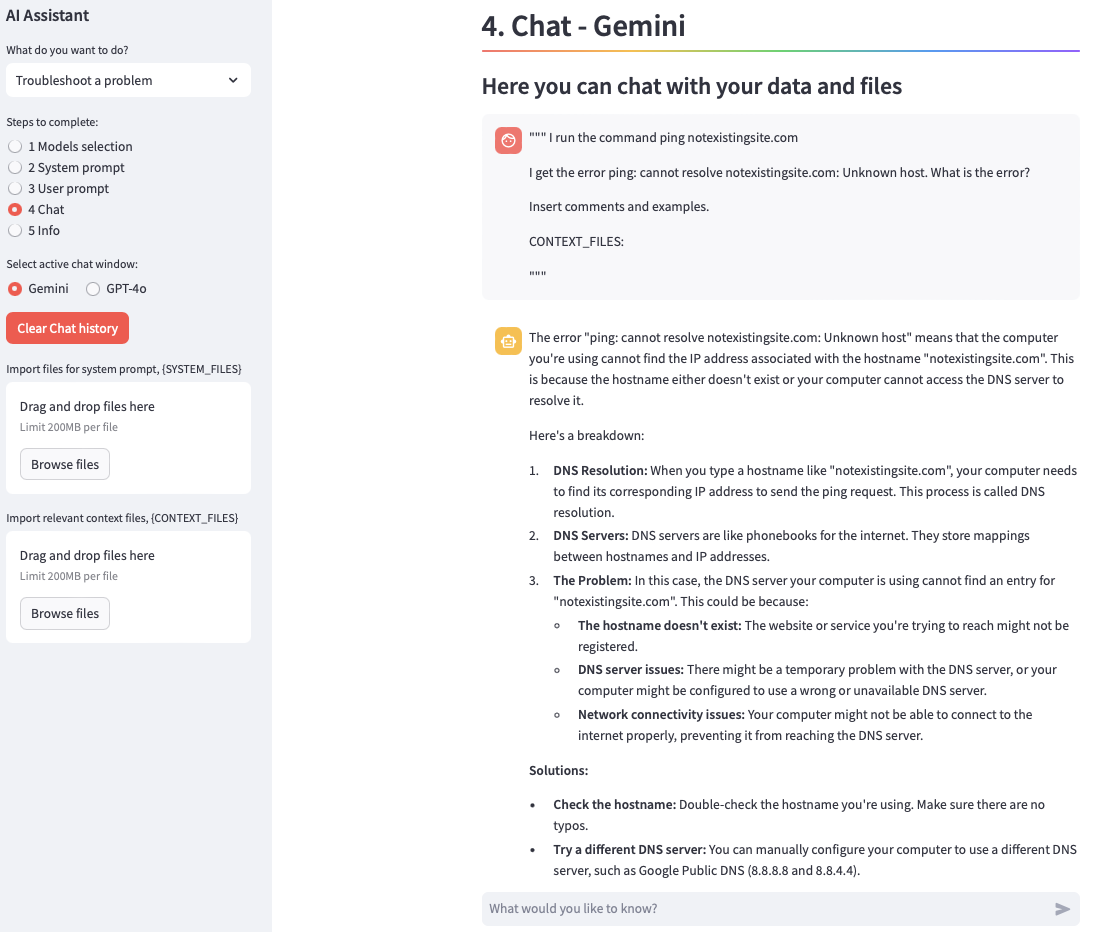 AI Assistant
What do you want to do?
Troubleshoot a problem
Steps to complete:
1 Models selection
2 System prompt
3 User prompt
4 Chat
5 Info
Select active chat window:
Gemini
GPT-4o
Clear Chat history
Import files for system prompt, {SYSTEM_FILES}
Drag and drop files here
Limit 200MB per file
Browse files
Import relevant context files, {CONTEXT_FILES}
Drag and drop files here
Limit 200MB per file
Browse files
4. Chat - Gemini
Here you can chat with your data and files
""" I run the command ping notexistingsite.com
I get the error ping: cannot resolve notexistingsite.com: Unknown host. What is the error?
Insert comments and examples.
CONTEXT_FILES:
"""
The error "ping: cannot resolve notexistingsite.com: Unknown host" means that the computer
you're using cannot find the IP address associated with the hostname "notexistingsite.com". This
is because the hostname either doesn't exist or your computer cannot access the DNS server to
resolve it.
Here's a breakdown:
1. DNS Resolution: When you type a hostname like "notexistingsite.com", your computer needs
to find its corresponding IP address to send the ping request. This process is called DNS
resolution.
2. DNS Servers: DNS servers are like phonebooks for the internet. They store mappings
between hostnames and IP addresses.
3. The Problem: In this case, the DNS server your computer is using cannot find an entry for
"notexistingsite.com". This could be because:
The hostname doesn't exist: The website or service you're trying to reach might not be
registered.
DNS server issues: There might be a temporary problem with the DNS server, or your
computer might be configured to use a wrong or unavailable DNS server.
Network connectivity issues: Your computer might not be able to connect to the
internet properly, preventing it from reaching the DNS server.
Solutions:
Check the hostname: Double-check the hostname you're using. Make sure there are no
typos.
Try a different DNS server: You can manually configure your computer to use a different DNS
server, such as Google Public DNS (8.8.8.8 and 8.8.4.4).
What would you like to know?